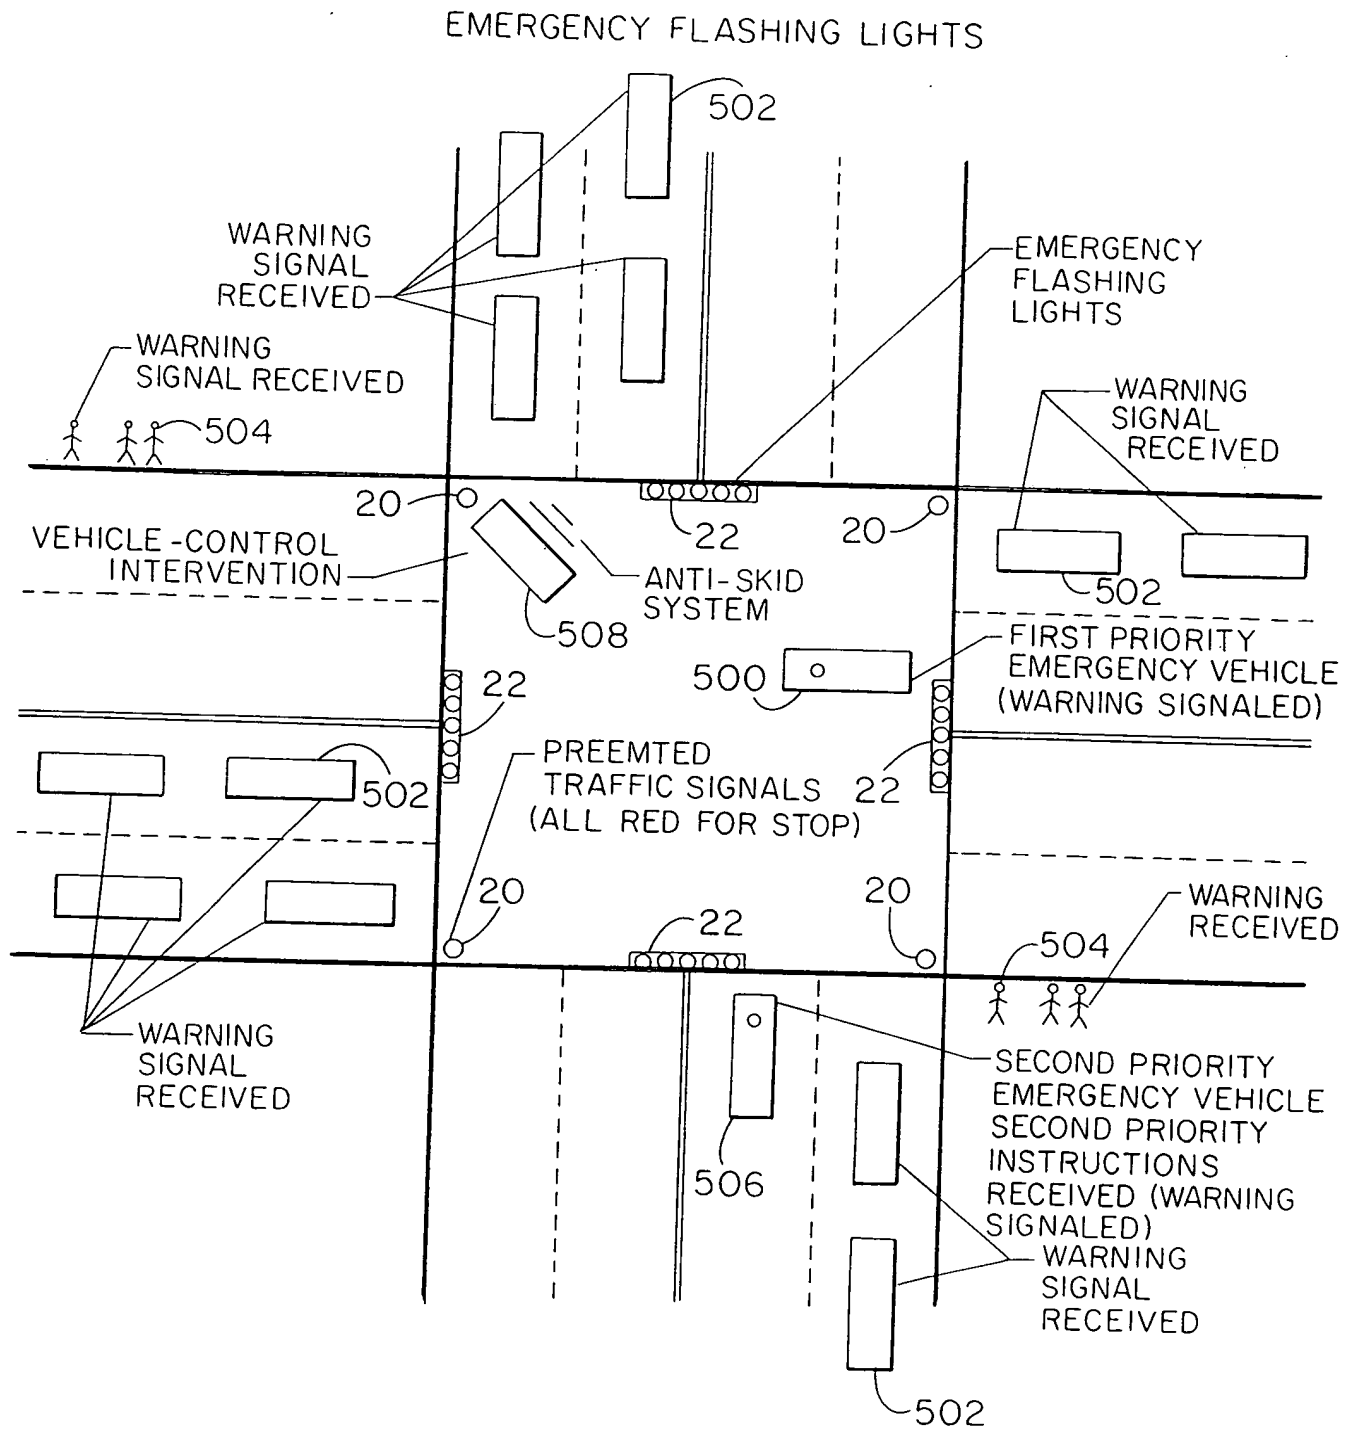 EMERGENCY FLASHING LIGHTS
502
WARNING
SIGNAL
RECEIVED
EMERGENCY
FLASHING
LIGHTS
WARNING
SIGNAL RECEIVED
504
WARNING
SIGNAL
RECEIVED
20
22
20
VEHICLE-CONTROL
INTERVENTION
ANTI-SKID
SYSTEM
508
502
FIRST PRIORITY
EMERGENCY VEHICLE
(WARNING SIGNALED)
500
22
PREEMTED
TRAFFIC SIGNALS
(ALL RED FOR STOP)
22
502
20
20
22
WARNING
RECEIVED
504
WARNING
SIGNAL
RECEIVED
SECOND PRIORITY
EMERGENCY VEHICLE
SECOND PRIORITY
INSTRUCTIONS
RECEIVED (WARNING
SIGNALED)
506
WARNING
SIGNAL
RECEIVED
502